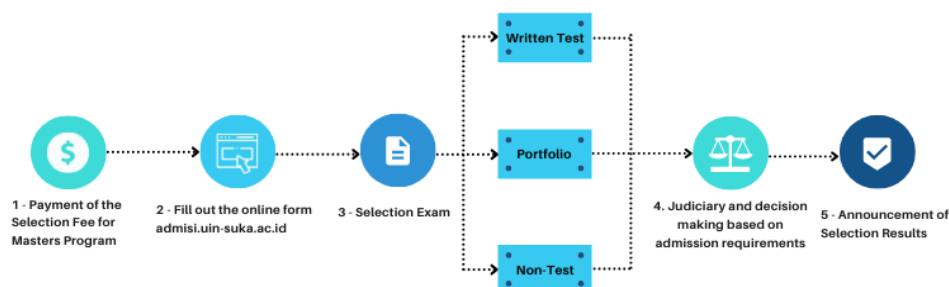 $
1 - Payment of the
Selection Fee for
Masters Program
2 - Fill out the online form
admisi.uin-suka.ac.id
3 - Selection Exam
Written Test
Portfolio
Non-Test
4. Judiciary and decision
making based on
admission requirements
5 - Announcement of
Selection Results